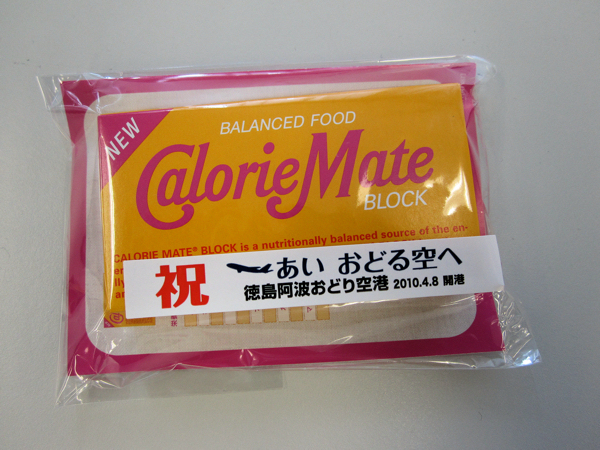 NEW
BALANCED FOOD
CalorieMate
BLOCK
CALORIE MATE® BLOCK is a nutritionally balanced source of the en-
祝
あい おどる空へ
徳島阿波おどり空港 2010.4.8 開港